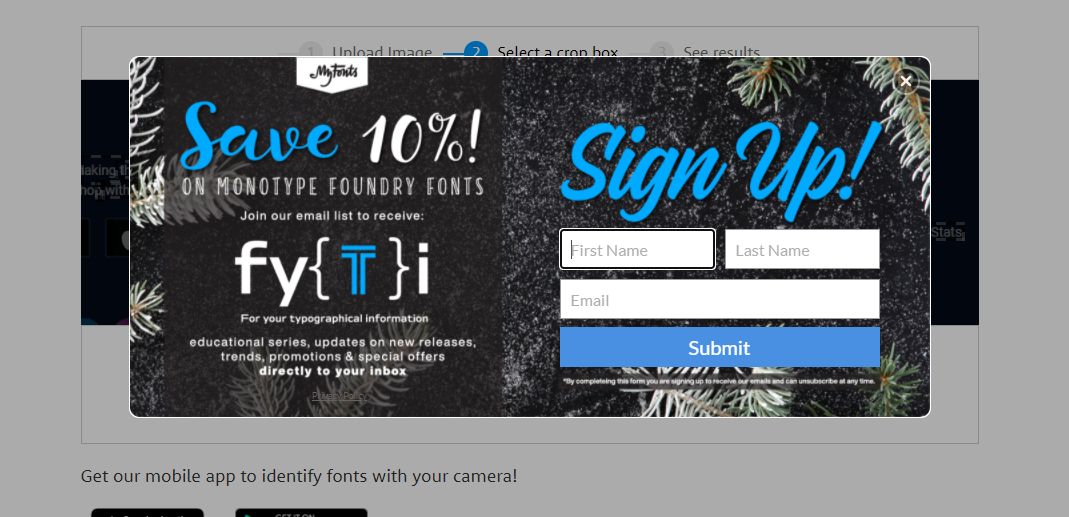 1 Upload Image 2 Select a crop box 3 See results
MyFonts
Save 10%!
ON MONOTYPE FOUNDRY FONTS
Join our email list to receive:
fy{T}i
For your typographical information
educational series, updates on new releases,
trends, promotions & special offers
directly to your inbox
Privacy Policy
×
Sign Up!
First Name
Last Name
Email
Submit
*By completeing this form you are signing up to receive our emails and can unsubscribe at any time.
Stats
Get our mobile app to identify fonts with your camera!
GET IT ON